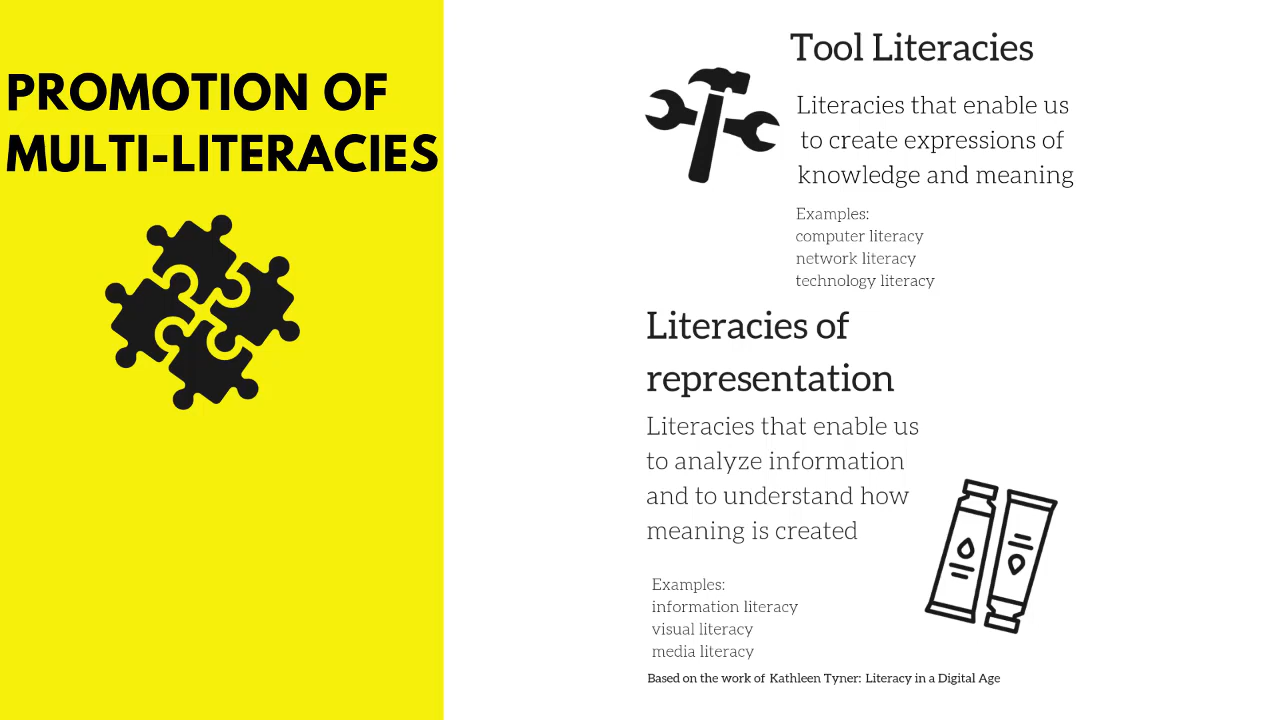 PROMOTION OF
MULTI-LITERACIES
Tool Literacies
Literacies that enable us
to create expressions of
knowledge and meaning
Examples:
computer literacy
network literacy
technology literacy
Literacies of
representation
Literacies that enable us
to analyze information
and to understand how
meaning is created
Examples:
information literacy
visual literacy
media literacy
Based on the work of Kathleen Tyner: Literacy in a Digital Age